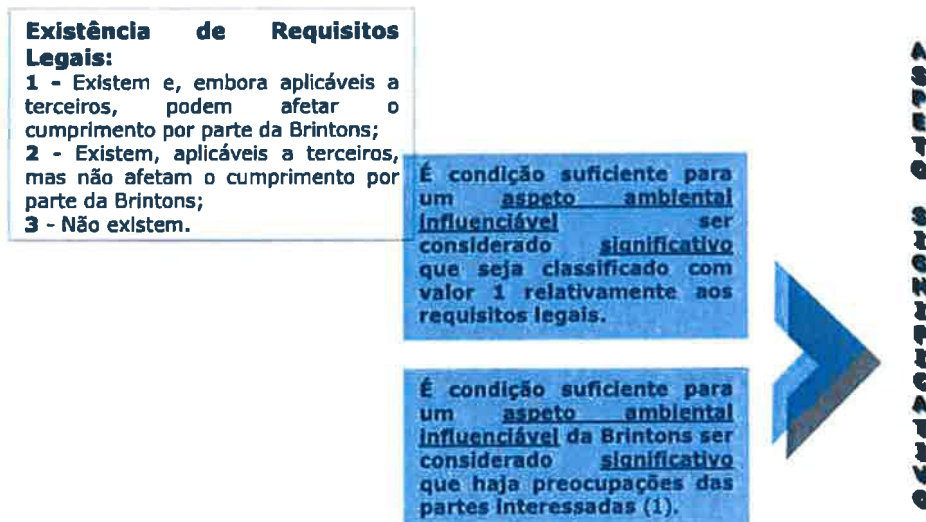 Existência de Requisitos
Legais:
1 - Existem e, embora aplicáveis a
terceiros, podem afetar o
cumprimento por parte da Brintons;
2 - Existem, aplicáveis a terceiros,
mas não afetam o cumprimento por
parte da Brintons;
3 - Não existem.
É condição suficiente para
um aspeto ambiental
influenciável ser
considerado significativo
que seja classificado com
valor 1 relativamente aos
requisitos legais.
É condição suficiente para
um aspeto ambiental
influenciável da Brintons ser
considerado significativo
que haja preocupações das
partes interessadas (1).
ASPETO SIGNIFICATIVO